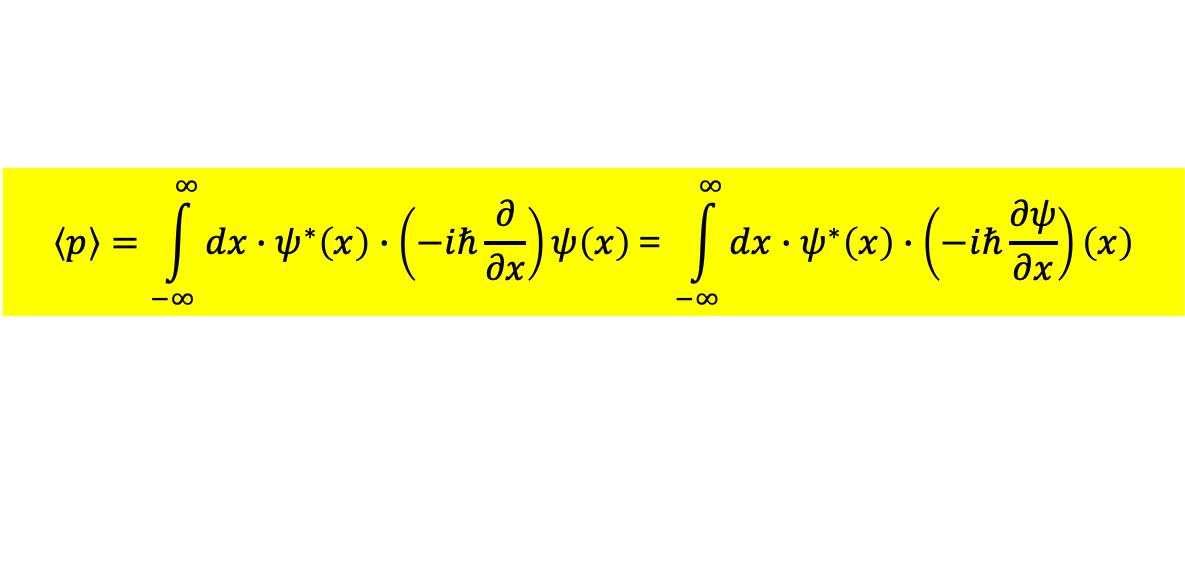 ⟨p⟩ = ∫_{-∞}^{∞} dx · ψ*(x) · (−iħ ∂/∂x) ψ(x) = ∫_{-∞}^{∞} dx · ψ*(x) · (−iħ ∂ψ/∂x) (x)